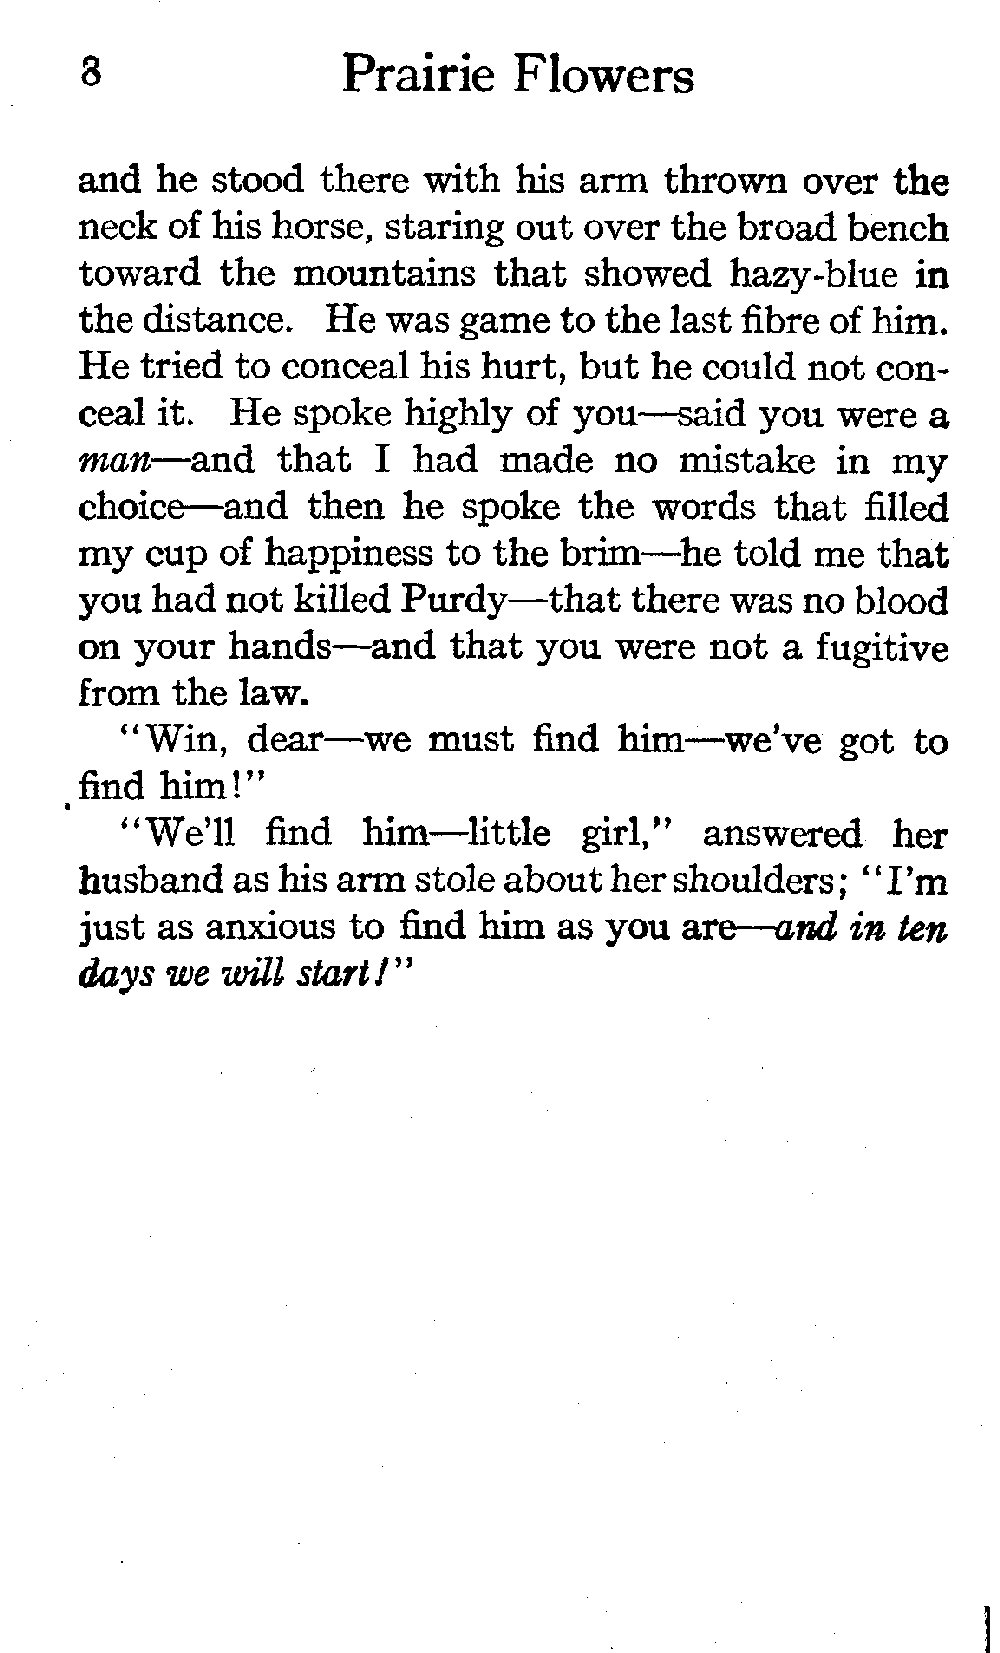 8 Prairie Flowers
and he stood there with his arm thrown over the
neck of his horse, staring out over the broad bench
toward the mountains that showed hazy-blue in
the distance. He was game to the last fibre of him.
He tried to conceal his hurt, but he could not con-
ceal it. He spoke highly of you—said you were a
man—and that I had made no mistake in my
choice—and then he spoke the words that filled
my cup of happiness to the brim—he told me that
you had not killed Purdy—that there was no blood
on your hands—and that you were not a fugitive
from the law.
"Win, dear—we must find him—we've got to
find him!"
"We'll find him—little girl," answered her
husband as his arm stole about her shoulders; "I'm
just as anxious to find him as you are—and in ten
days we will start!"